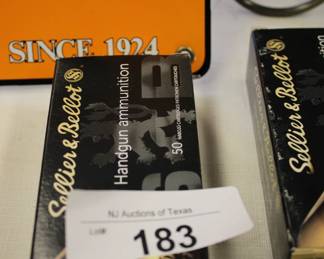 SINCE 1924
Sellier & Bellot
Handgun ammunition
50
NJ Auctions of Texas
Lot#
183
Sellier & Bellot